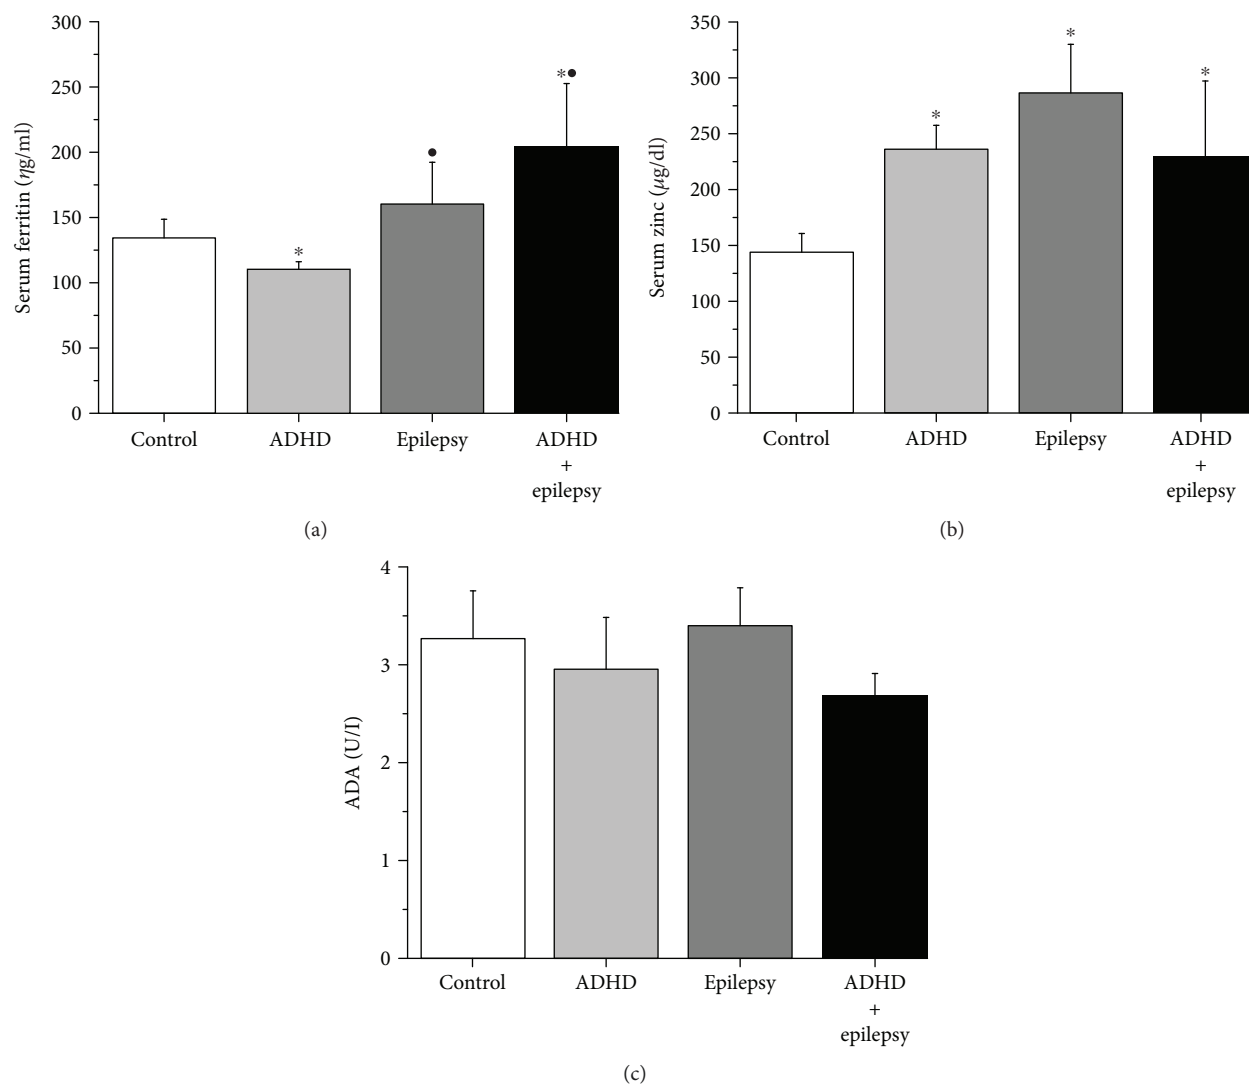 Serum ferritin (ηg/ml)
300
250
200
150
100
50
0
*
●
*●
Control
ADHD
Epilepsy
ADHD
+
epilepsy
(a)
Serum zinc (μg/dl)
350
300
250
200
150
100
50
0
*
*
*
Control
ADHD
Epilepsy
ADHD
+
epilepsy
(b)
ADA (U/I)
4
3
2
1
0
Control
ADHD
Epilepsy
ADHD
+
epilepsy
(c)